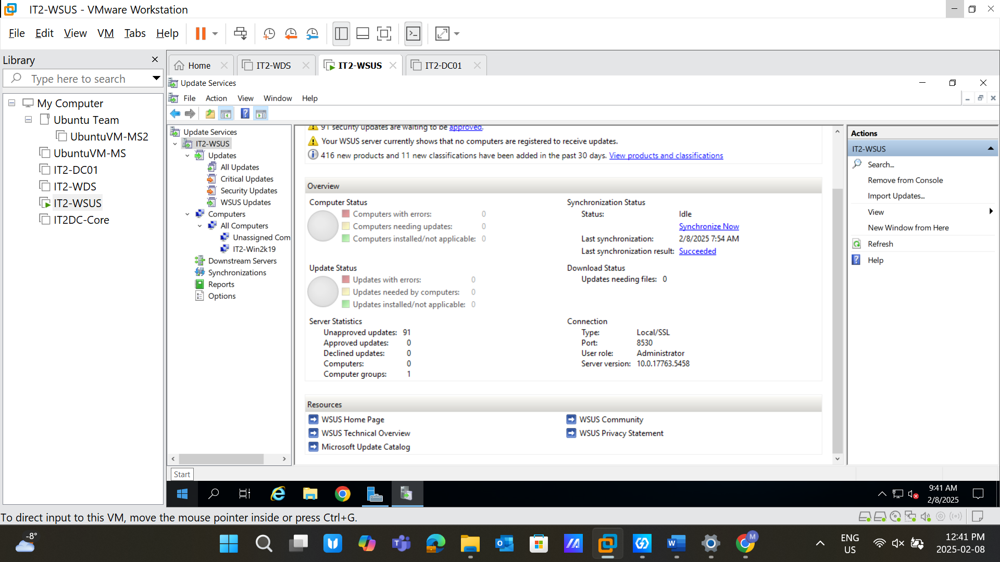 IT2-WSUS - VMware Workstation
File Edit View VM Tabs Help
Library
Type here to search
My Computer
Ubuntu Team
UbuntuVM-MS2
UbuntuVM-MS
IT2-DC01
IT2-WDS
IT2-WSUS
IT2DC-Core
Home
IT2-WDS
IT2-WSUS
IT2-DC01
Update Services
File Action View Window Help
Update Services
IT2-WSUS
Updates
All Updates
Critical Updates
Security Updates
WSUS Updates
Computers
All Computers
Unassigned Com
IT2-Win2k19
Downstream Servers
Synchronizations
Reports
Options
91 security updates are waiting to be approved.
Your WSUS server currently shows that no computers are registered to receive updates.
416 new products and 11 new classifications have been added in the past 30 days. View products and classifications
Overview
Computer Status
Computers with errors: 0
Computers needing updates: 0
Computers installed/not applicable: 0
Update Status
Updates with errors: 0
Updates needed by computers: 0
Updates installed/not applicable: 0
Server Statistics
Unapproved updates: 91
Approved updates: 0
Declined updates: 0
Computers: 0
Computer groups: 1
Synchronization Status
Status: Idle
Synchronize Now
Last synchronization: 2/8/2025 7:54 AM
Last synchronization result: Succeeded
Download Status
Updates needing files: 0
Connection
Type: Local/SSL
Port: 8530
User role: Administrator
Server version: 10.0.17763.5458
Resources
WSUS Home Page
WSUS Technical Overview
Microsoft Update Catalog
WSUS Community
WSUS Privacy Statement
Actions
IT2-WSUS
Search...
Remove from Console
Import Updates...
View
New Window from Here
Refresh
Help
Start
9:41 AM
2/8/2025
To direct input to this VM, move the mouse pointer inside or press Ctrl+G.
-8°
ENG
US
12:41 PM
2025-02-08